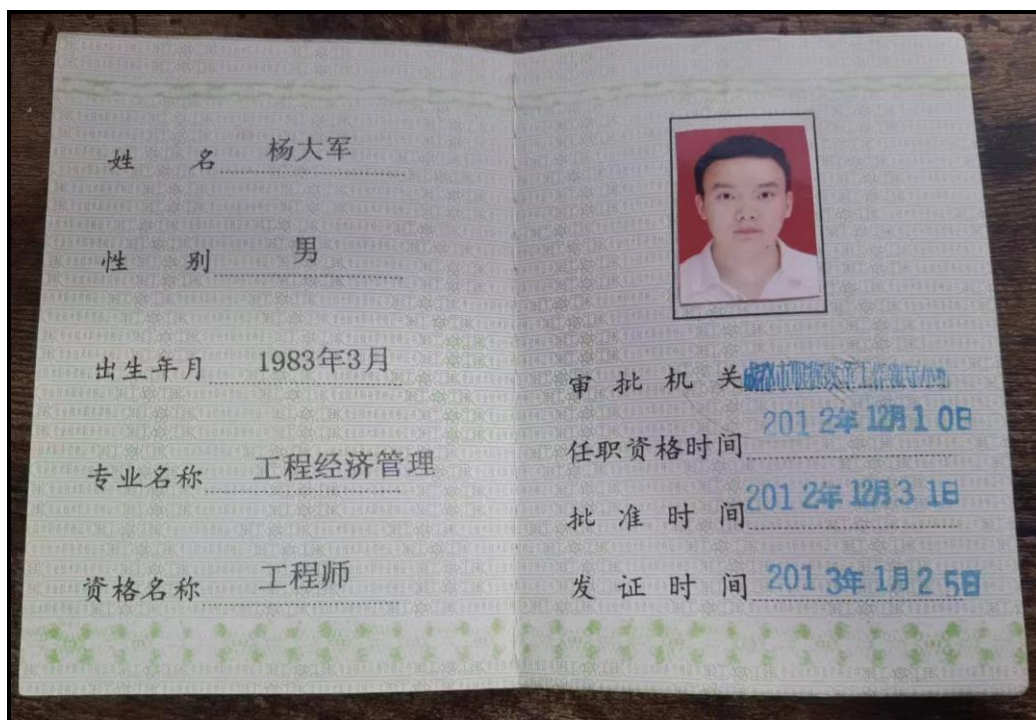 姓 名 杨大军
性 别 男
出生年月 1983年3月
专业名称 工程经济管理
资格名称 工程师
审 批 机 关
任职资格时间 2012年12月10日
批 准 时 间 2012年12月31日
发 证 时 间 2013年1月25日